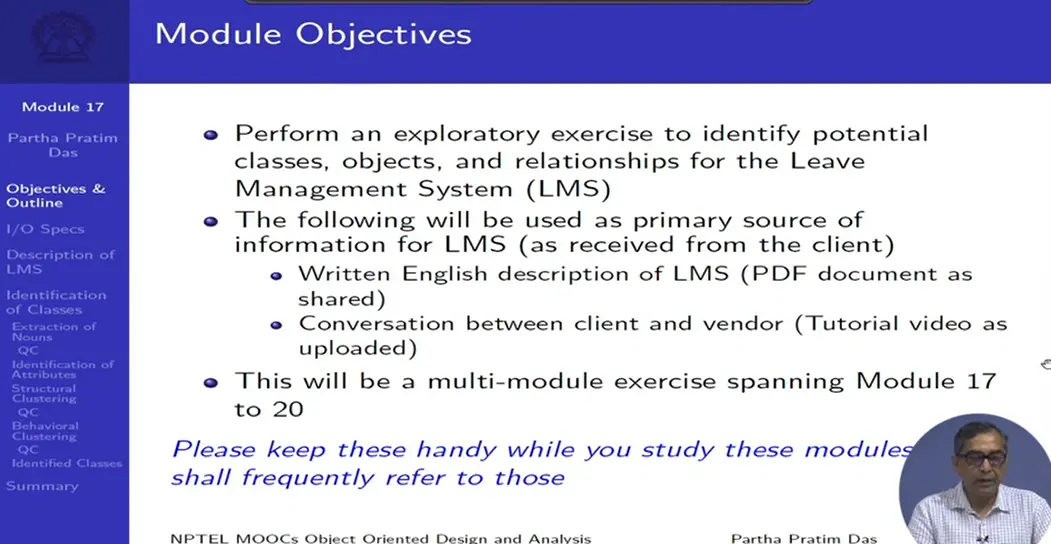 Module Objectives
Module 17
Partha Pratim
Das
Objectives &
Outline
I/O Specs
Description of
LMS
Identification
of Classes
Extraction of
Nouns
QC
Identification of
Attributes
Structural
Clustering
QC
Behavioral
Clustering
QC
Identified Classes
Summary
Perform an exploratory exercise to identify potential
classes, objects, and relationships for the Leave
Management System (LMS)
The following will be used as primary source of
information for LMS (as received from the client)
Written English description of LMS (PDF document as
shared)
Conversation between client and vendor (Tutorial video as
uploaded)
This will be a multi-module exercise spanning Module 17
to 20
Please keep these handy while you study these modules
shall frequently refer to those
NPTEL MOOCs Object Oriented Design and Analysis
Partha Pratim Das